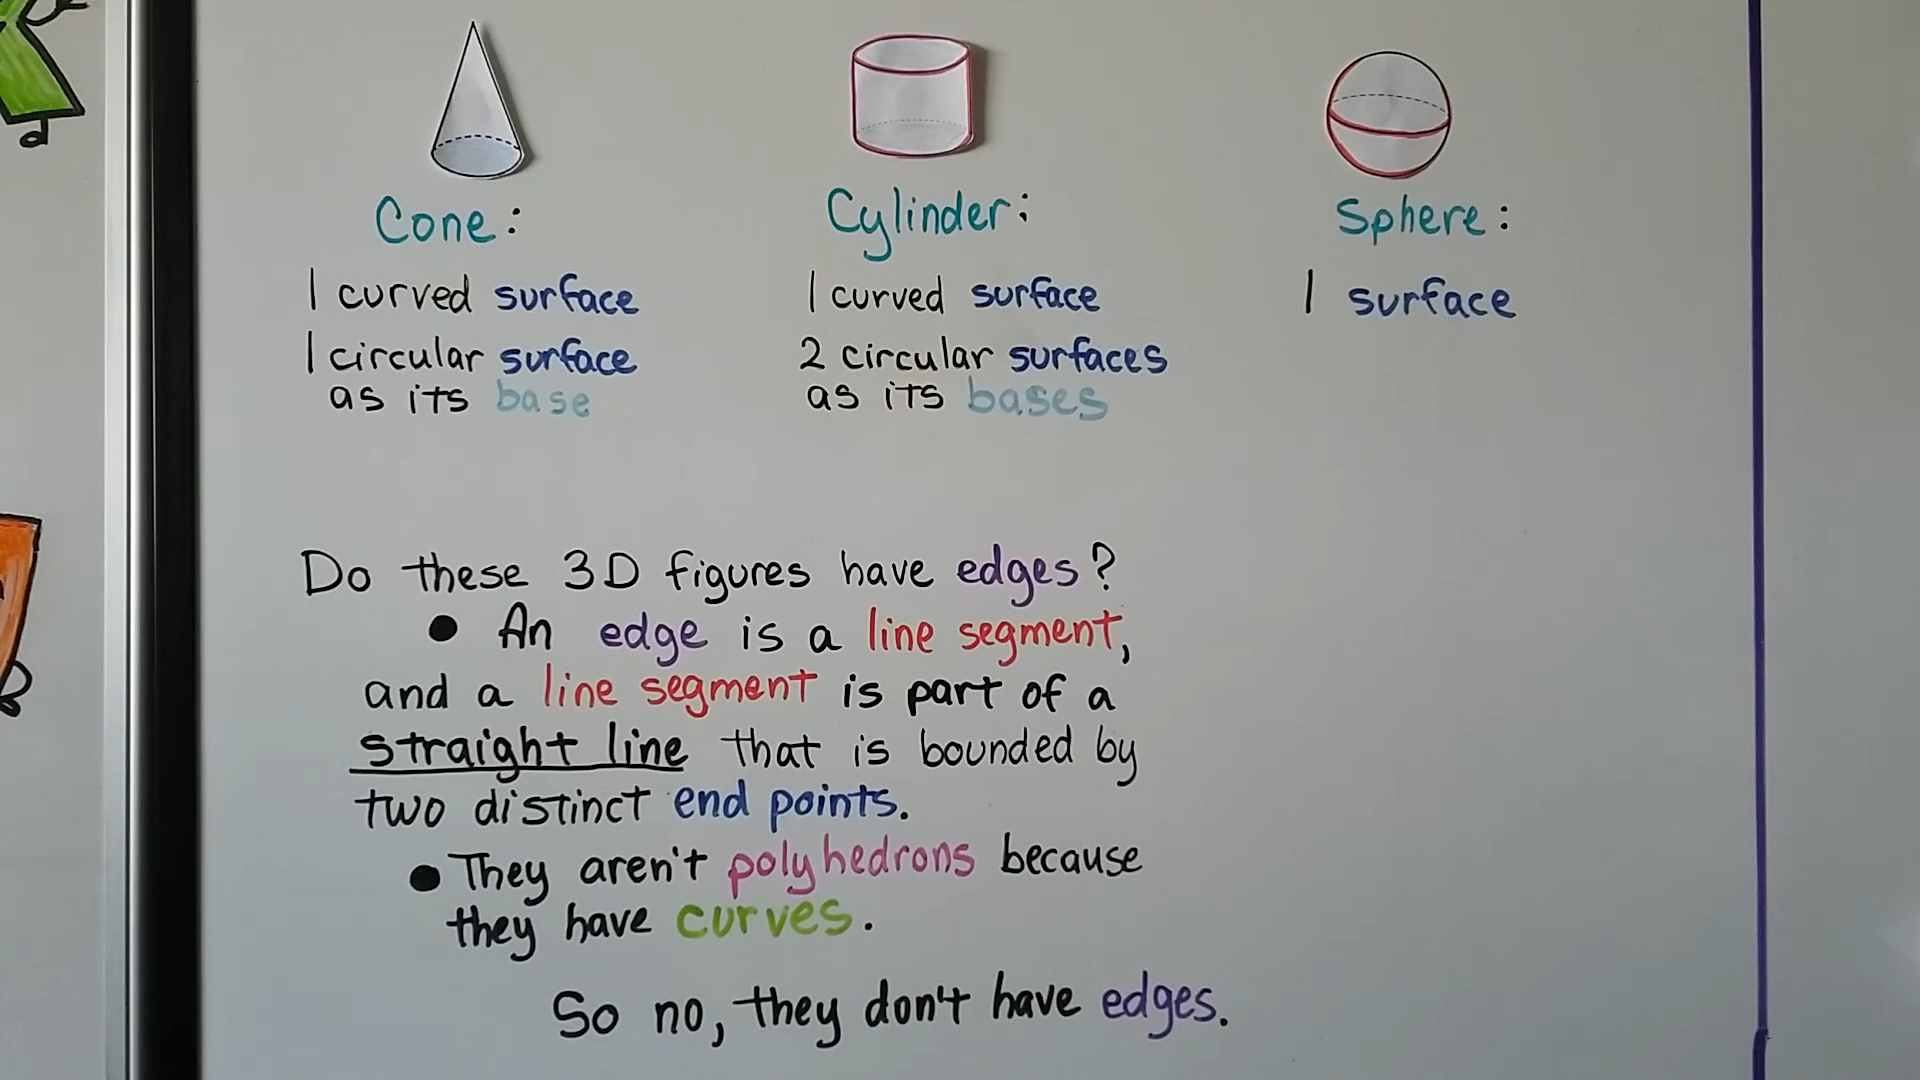 Cone:
1 curved surface
1 circular surface
as its base
Cylinder:
1 curved surface
2 circular surfaces
as its bases
Sphere:
1 surface
Do these 3D figures have edges?
● An edge is a line segment,
and a line segment is part of a
straight line that is bounded by
two distinct end points.
● They aren't polyhedrons because
they have curves.
So no, they don't have edges.